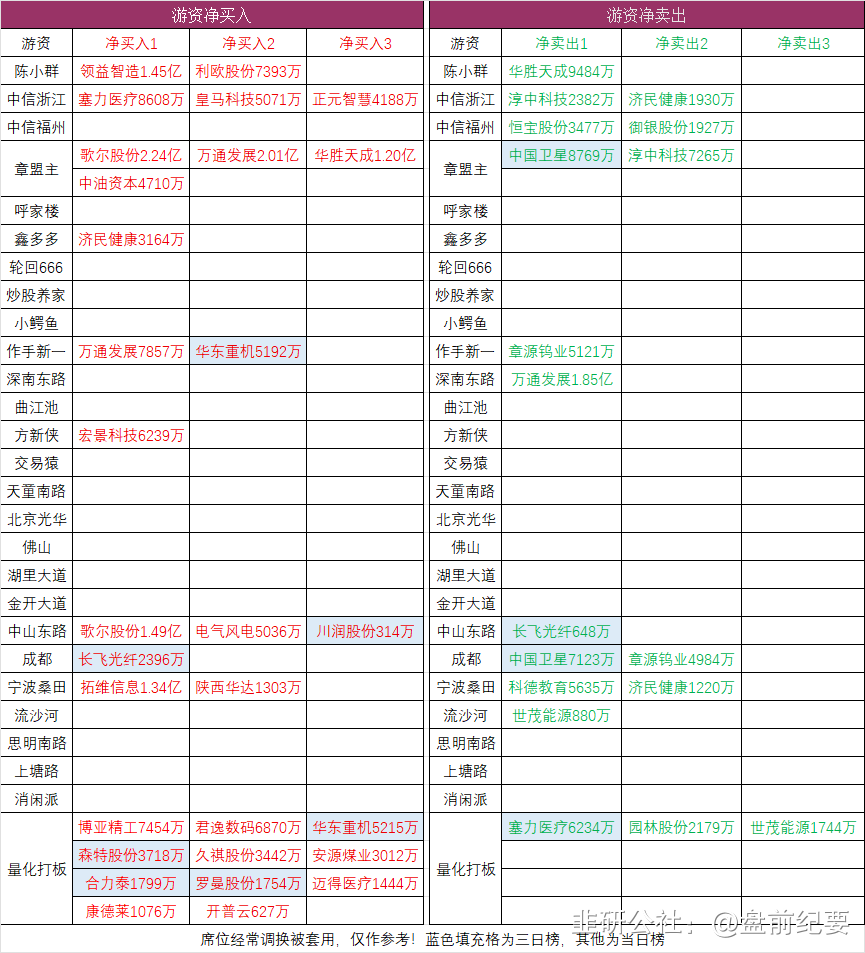 游资净买入 游资净卖出
游资 净买入1 净买入2 净买入3 游资 净卖出1 净卖出2 净卖出3
陈小群 领益智造1.45亿 利欧股份7393万 陈小群 华胜天成9484万
中信浙江 塞力医疗8608万 皇马科技5071万 正元智慧4188万 中信浙江 淳中科技2382万 济民健康1930万
中信福州 中信福州 恒宝股份3477万 御银股份1927万
章盟主 歌尔股份2.24亿 万通发展2.01亿 华胜天成1.20亿 章盟主 中国卫星8769万 淳中科技7265万
中油资本4710万
呼家楼 呼家楼
鑫多多 济民健康3164万 鑫多多
轮回666 轮回666
炒股养家 炒股养家
小鳄鱼 小鳄鱼
作手新一 万通发展7857万 华东重机5192万 作手新一 章源钨业5121万
深南东路 深南东路 万通发展1.85亿
曲江池 曲江池
方新侠 宏景科技6239万 方新侠
交易猿 交易猿
天童南路 天童南路
北京光华 北京光华
佛山 佛山
湖里大道 湖里大道
金开大道 金开大道
中山东路 歌尔股份1.49亿 电气风电5036万 川润股份314万 中山东路 长飞光纤648万
成都 长飞光纤2396万 成都 中国卫星7123万 章源钨业4984万
宁波桑田 拓维信息1.34亿 陕西华达1303万 宁波桑田 科德教育5635万 济民健康1220万
流沙河 流沙河 世茂能源880万
思明南路 思明南路
上塘路 上塘路
消闲派 消闲派
量化打板 博亚精工7454万 君逸数码6870万 华东重机5215万 量化打板 塞力医疗6234万 园林股份2179万 世茂能源1744万
森特股份3718万 久祺股份3442万 安源煤业3012万
合力泰1799万 罗曼股份1754万 迈得医疗1444万
康德莱1076万 开普云627万
席位经常调换被套用，仅作参考！蓝色填充格为三日榜，其他为当日榜
韭研公社：@盘前纪要